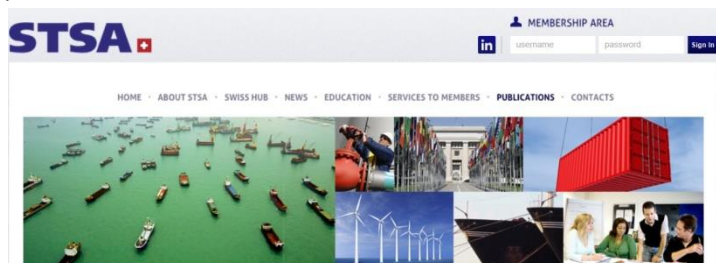 MEMBERSHIP AREA
STSA
in username password Sign In
HOME · ABOUT STSA · SWISS HUB · NEWS · EDUCATION · SERVICES TO MEMBERS · PUBLICATIONS · CONTACTS